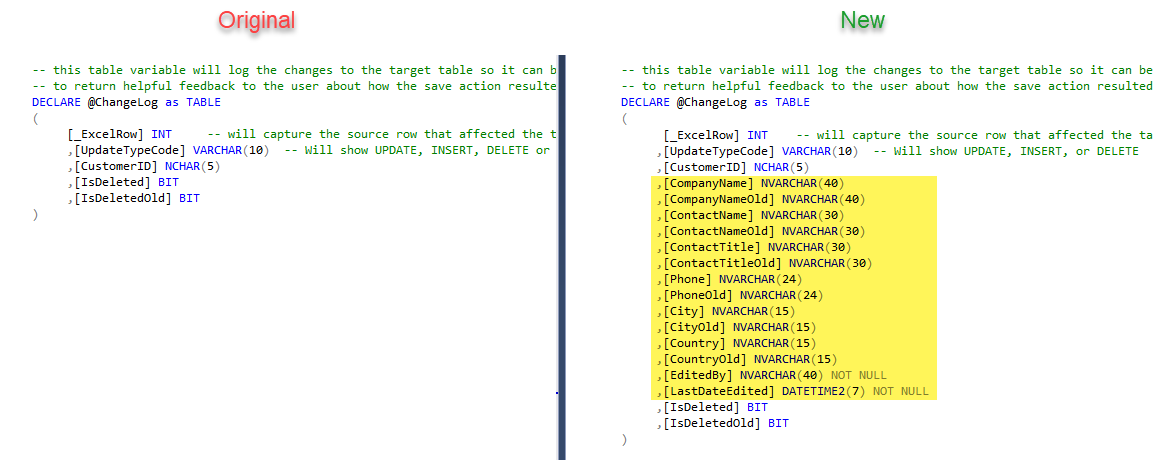 Original
-- this table variable will log the changes to the target table so it can b
-- to return helpful feedback to the user about how the save action resulte
DECLARE @ChangeLog as TABLE
(
[_ExcelRow] INT -- will capture the source row that affected the t
,[UpdateTypeCode] VARCHAR(10) -- Will show UPDATE, INSERT, DELETE or
,[CustomerID] NCHAR(5)
,[IsDeleted] BIT
,[IsDeletedOld] BIT
)
New
-- this table variable will log the changes to the target table so it can be
-- to return helpful feedback to the user about how the save action resulted
DECLARE @ChangeLog as TABLE
(
[_ExcelRow] INT -- will capture the source row that affected the ta
,[UpdateTypeCode] VARCHAR(10) -- Will show UPDATE, INSERT, or DELETE
,[CustomerID] NCHAR(5)
,[CompanyName] NVARCHAR(40)
,[CompanyNameOld] NVARCHAR(40)
,[ContactName] NVARCHAR(30)
,[ContactNameOld] NVARCHAR(30)
,[ContactTitle] NVARCHAR(30)
,[ContactTitleOld] NVARCHAR(30)
,[Phone] NVARCHAR(24)
,[PhoneOld] NVARCHAR(24)
,[City] NVARCHAR(15)
,[CityOld] NVARCHAR(15)
,[Country] NVARCHAR(15)
,[CountryOld] NVARCHAR(15)
,[EditedBy] NVARCHAR(40) NOT NULL
,[LastDateEdited] DATETIME2(7) NOT NULL
,[IsDeleted] BIT
,[IsDeletedOld] BIT
)